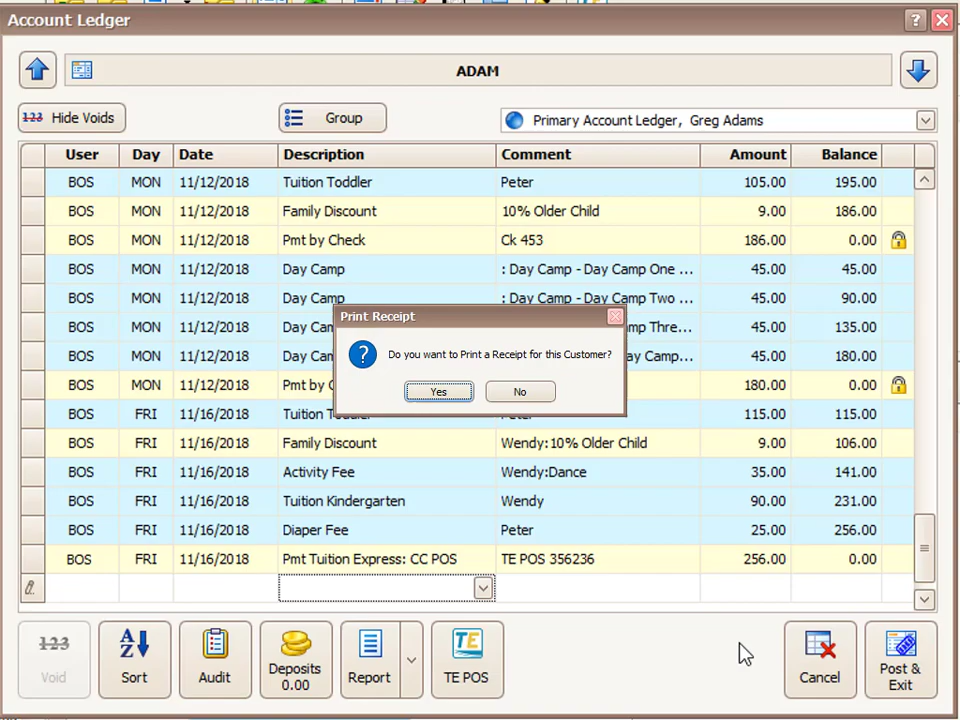 Account Ledger
?
ADAM
123 Hide Voids
Group
Primary Account Ledger, Greg Adams
User Day Date Description Comment Amount Balance
BOS MON 11/12/2018 Tuition Toddler Peter 105.00 195.00
BOS MON 11/12/2018 Family Discount 10% Older Child 9.00 186.00
BOS MON 11/12/2018 Pmt by Check Ck 453 186.00 0.00
BOS MON 11/12/2018 Day Camp : Day Camp - Day Camp One ... 45.00 45.00
BOS MON 11/12/2018 Day Camp : Day Camp - Day Camp Two ... 45.00 90.00
BOS MON 11/12/2018 Day mp Thre... 45.00 135.00
BOS MON 11/12/2018 Day ay Camp... 45.00 180.00
BOS MON 11/12/2018 Pmt by 180.00 0.00
Print Receipt
? Do you want to Print a Receipt for this Customer?
Yes No
BOS FRI 11/16/2018 Tuition 115.00 115.00
BOS FRI 11/16/2018 Family Discount Wendy:10% Older Child 9.00 106.00
BOS FRI 11/16/2018 Activity Fee Wendy:Dance 35.00 141.00
BOS FRI 11/16/2018 Tuition Kindergarten Wendy 90.00 231.00
BOS FRI 11/16/2018 Diaper Fee Peter 25.00 256.00
BOS FRI 11/16/2018 Pmt Tuition Express: CC POS TE POS 356236 256.00 0.00
123
Void
AZ
Sort
Audit
Deposits
0.00
Report
TE
TE POS
Cancel
Post &
Exit